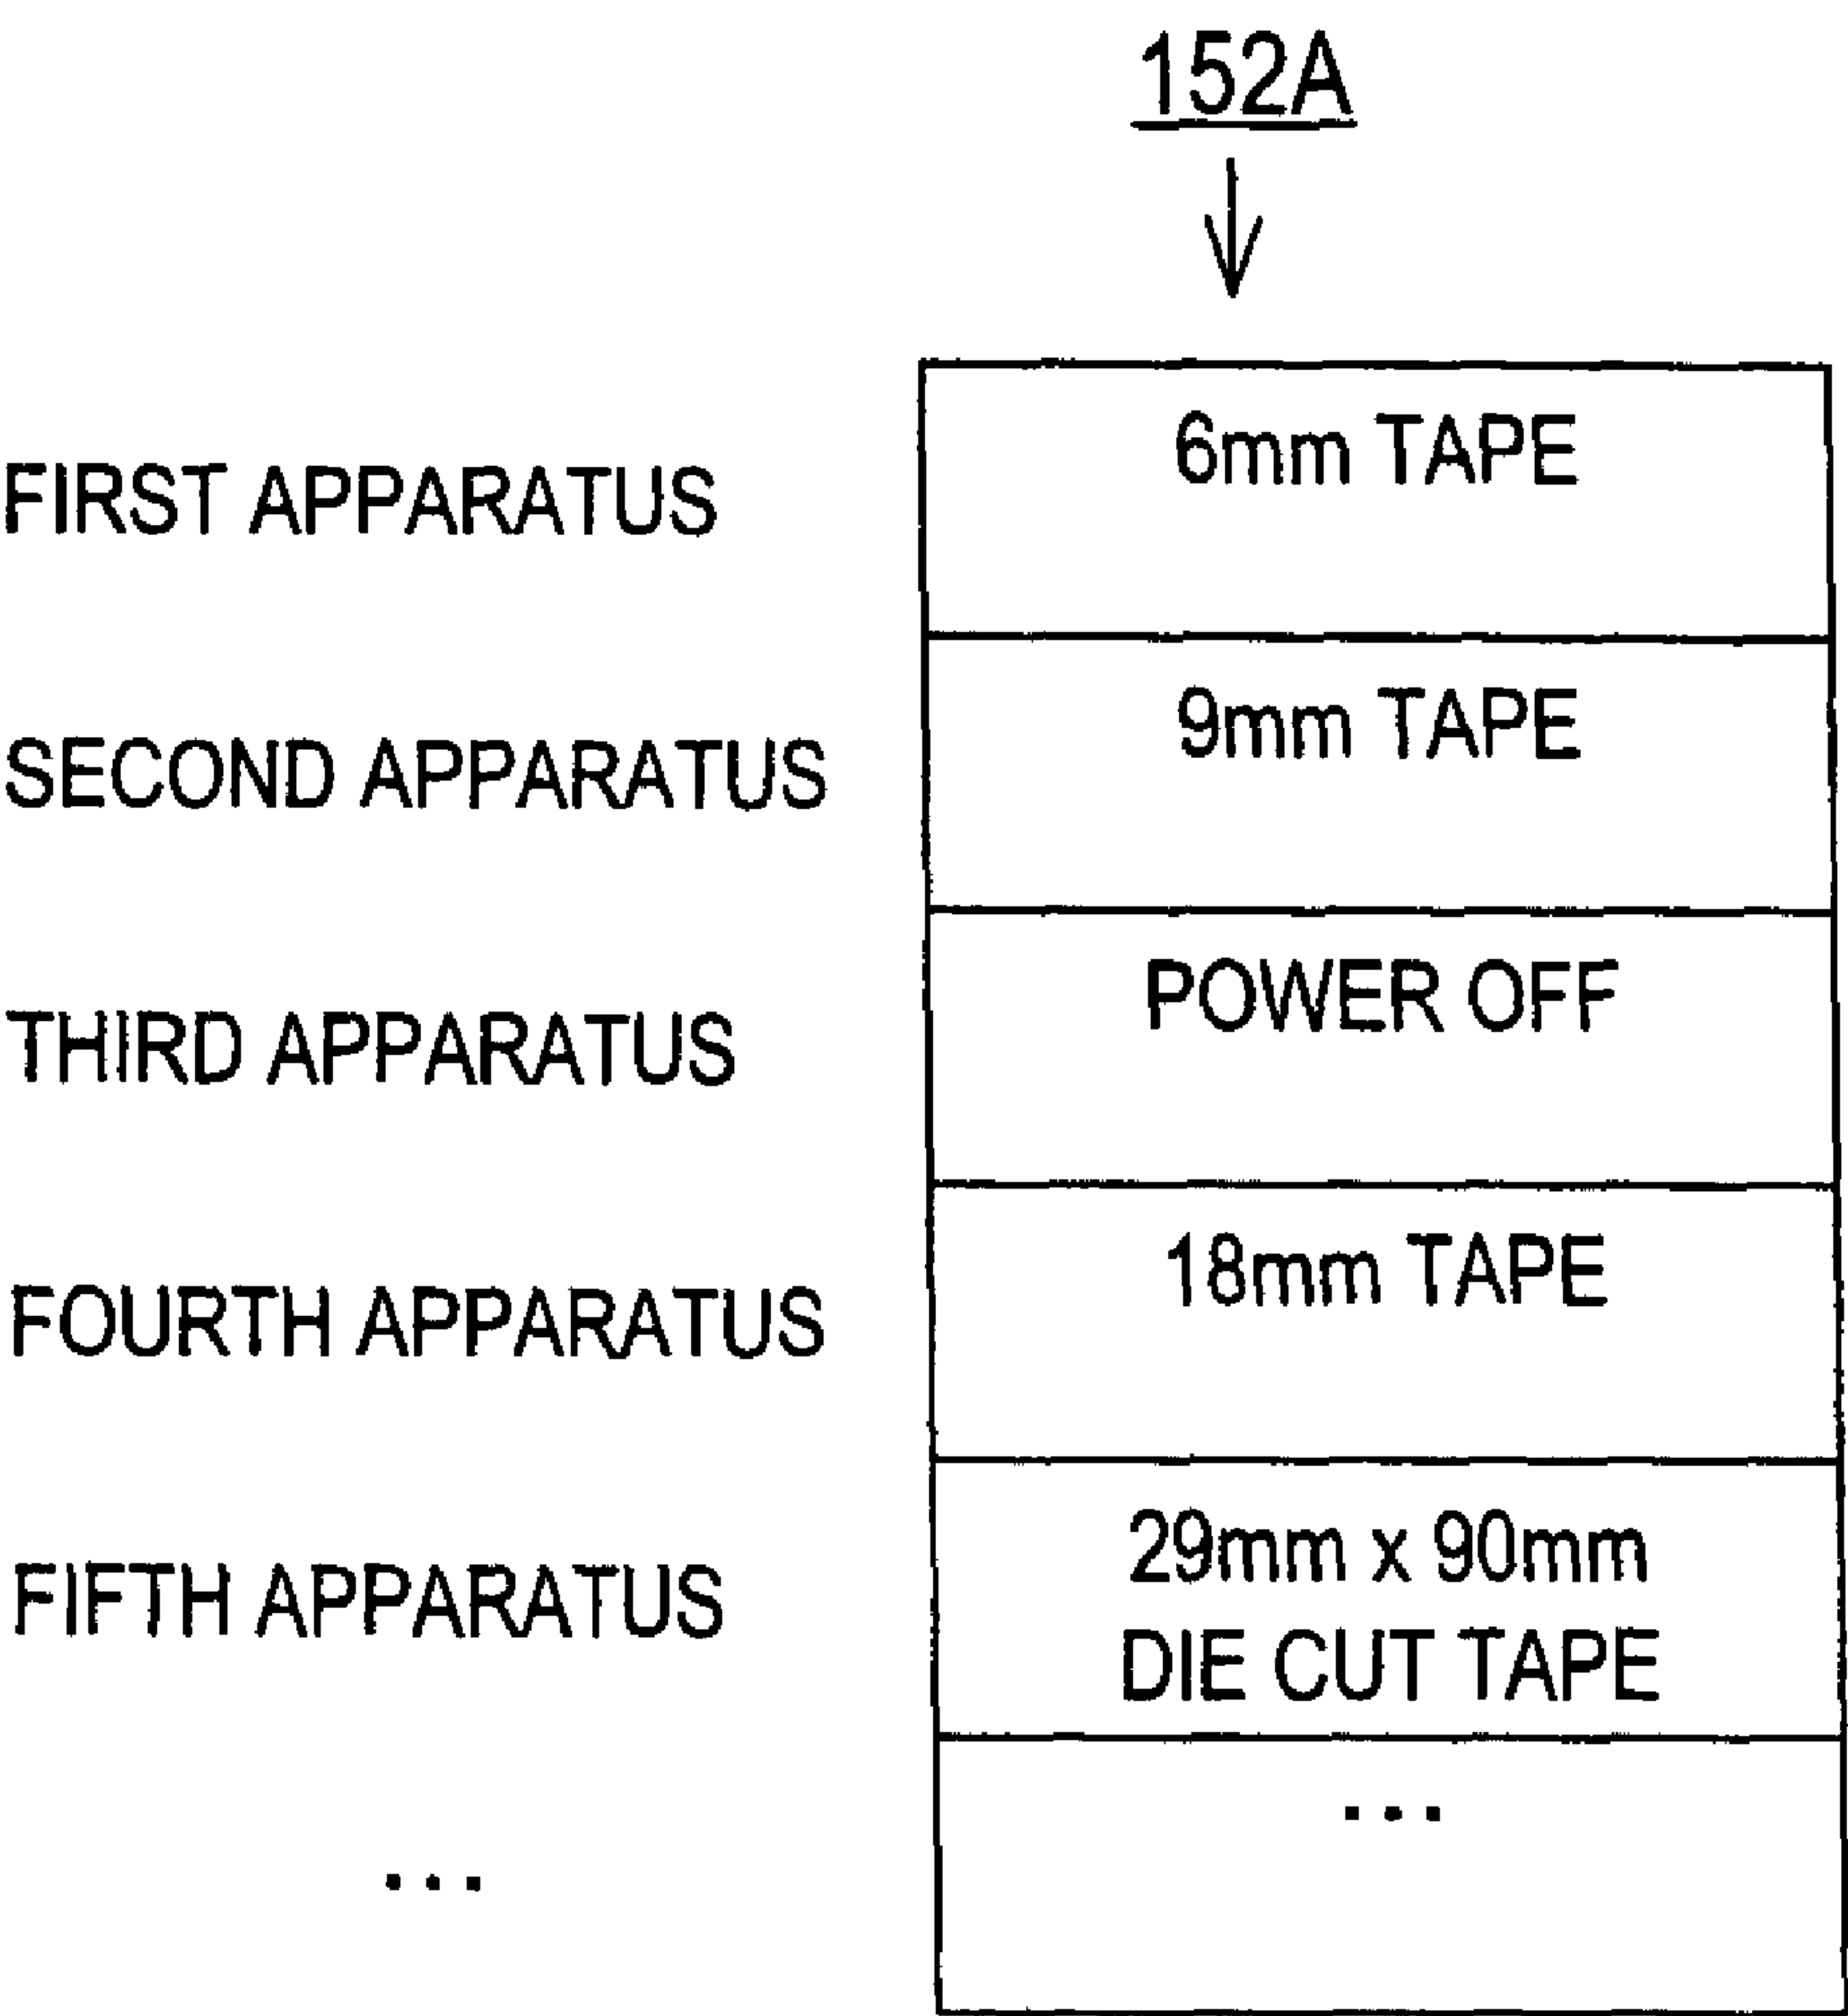 152A
FIRST APPARATUS
6mm TAPE
SECOND APPARATUS
9mm TAPE
THIRD APPARATUS
POWER OFF
FOURTH APPARATUS
18mm TAPE
FIFTH APPARATUS
29mm x 90mm
DIE CUT TAPE
...
...